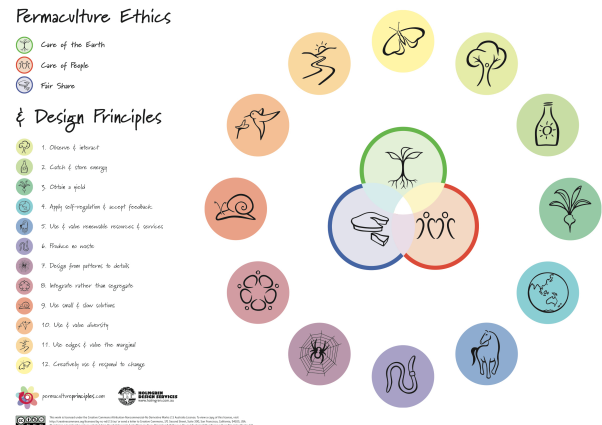 Permaculture Ethics
Care of the Earth
Care of People
Fair Share
& Design Principles
1. Observe & interact
2. Catch & store energy
3. Obtain a yield
4. Apply self-regulation & accept feedback
5. Use & value renewable resources & services
6. Produce no waste
7. Design from patterns to details
8. Integrate rather than segregate
9. Use small & slow solutions
10. Use & value diversity
11. Use edges & value the marginal
12. Creatively use & respond to change
permacultureprinciples.com
HOLMGREN
DESIGN SERVICES
www.holmgren.com.au